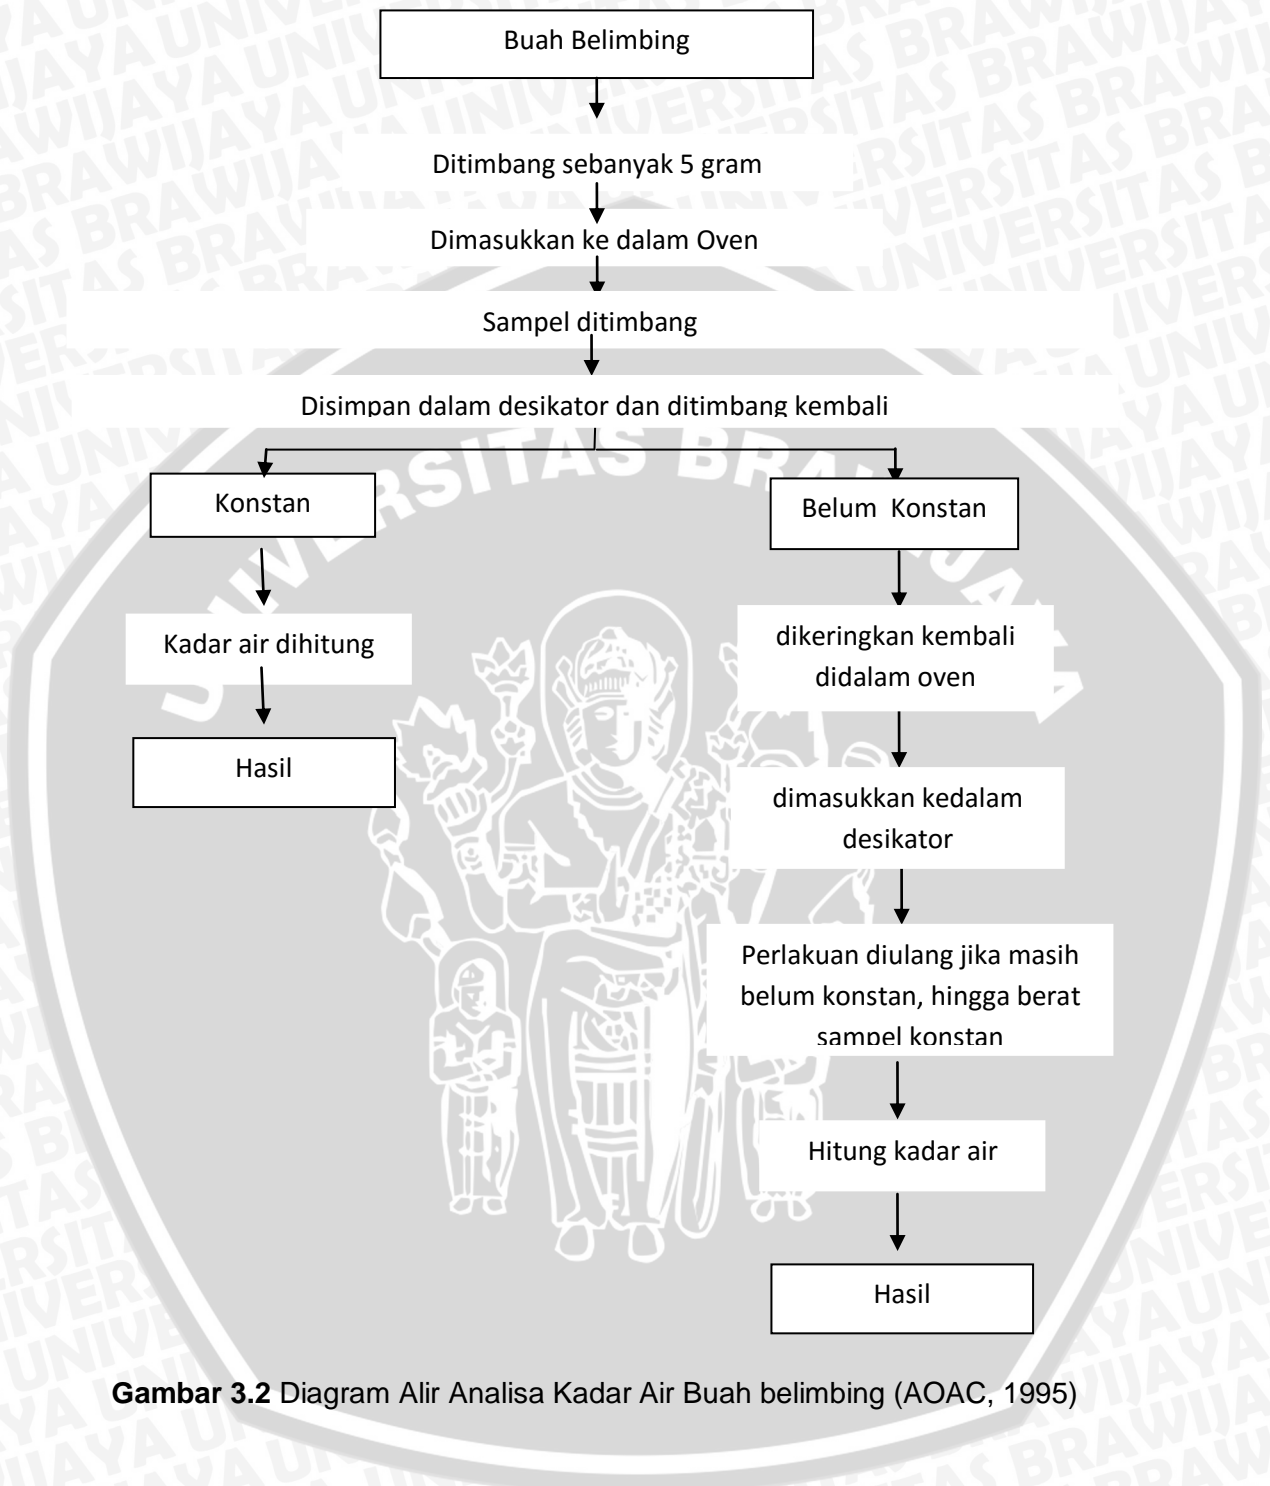 Buah Belimbing
Ditimbang sebanyak 5 gram
Dimasukkan ke dalam Oven
Sampel ditimbang
Disimpan dalam desikator dan ditimbang kembali
Konstan
Kadar air dihitung
Hasil
Belum  Konstan
dikeringkan kembali
didalam oven
dimasukkan kedalam
desikator
Perlakuan diulang jika masih
belum konstan, hingga berat
sampel konstan
Hitung kadar air
Hasil
UNIVERSITAS BRAWIJAYA
Gambar 3.2 Diagram Alir Analisa Kadar Air Buah belimbing (AOAC, 1995)